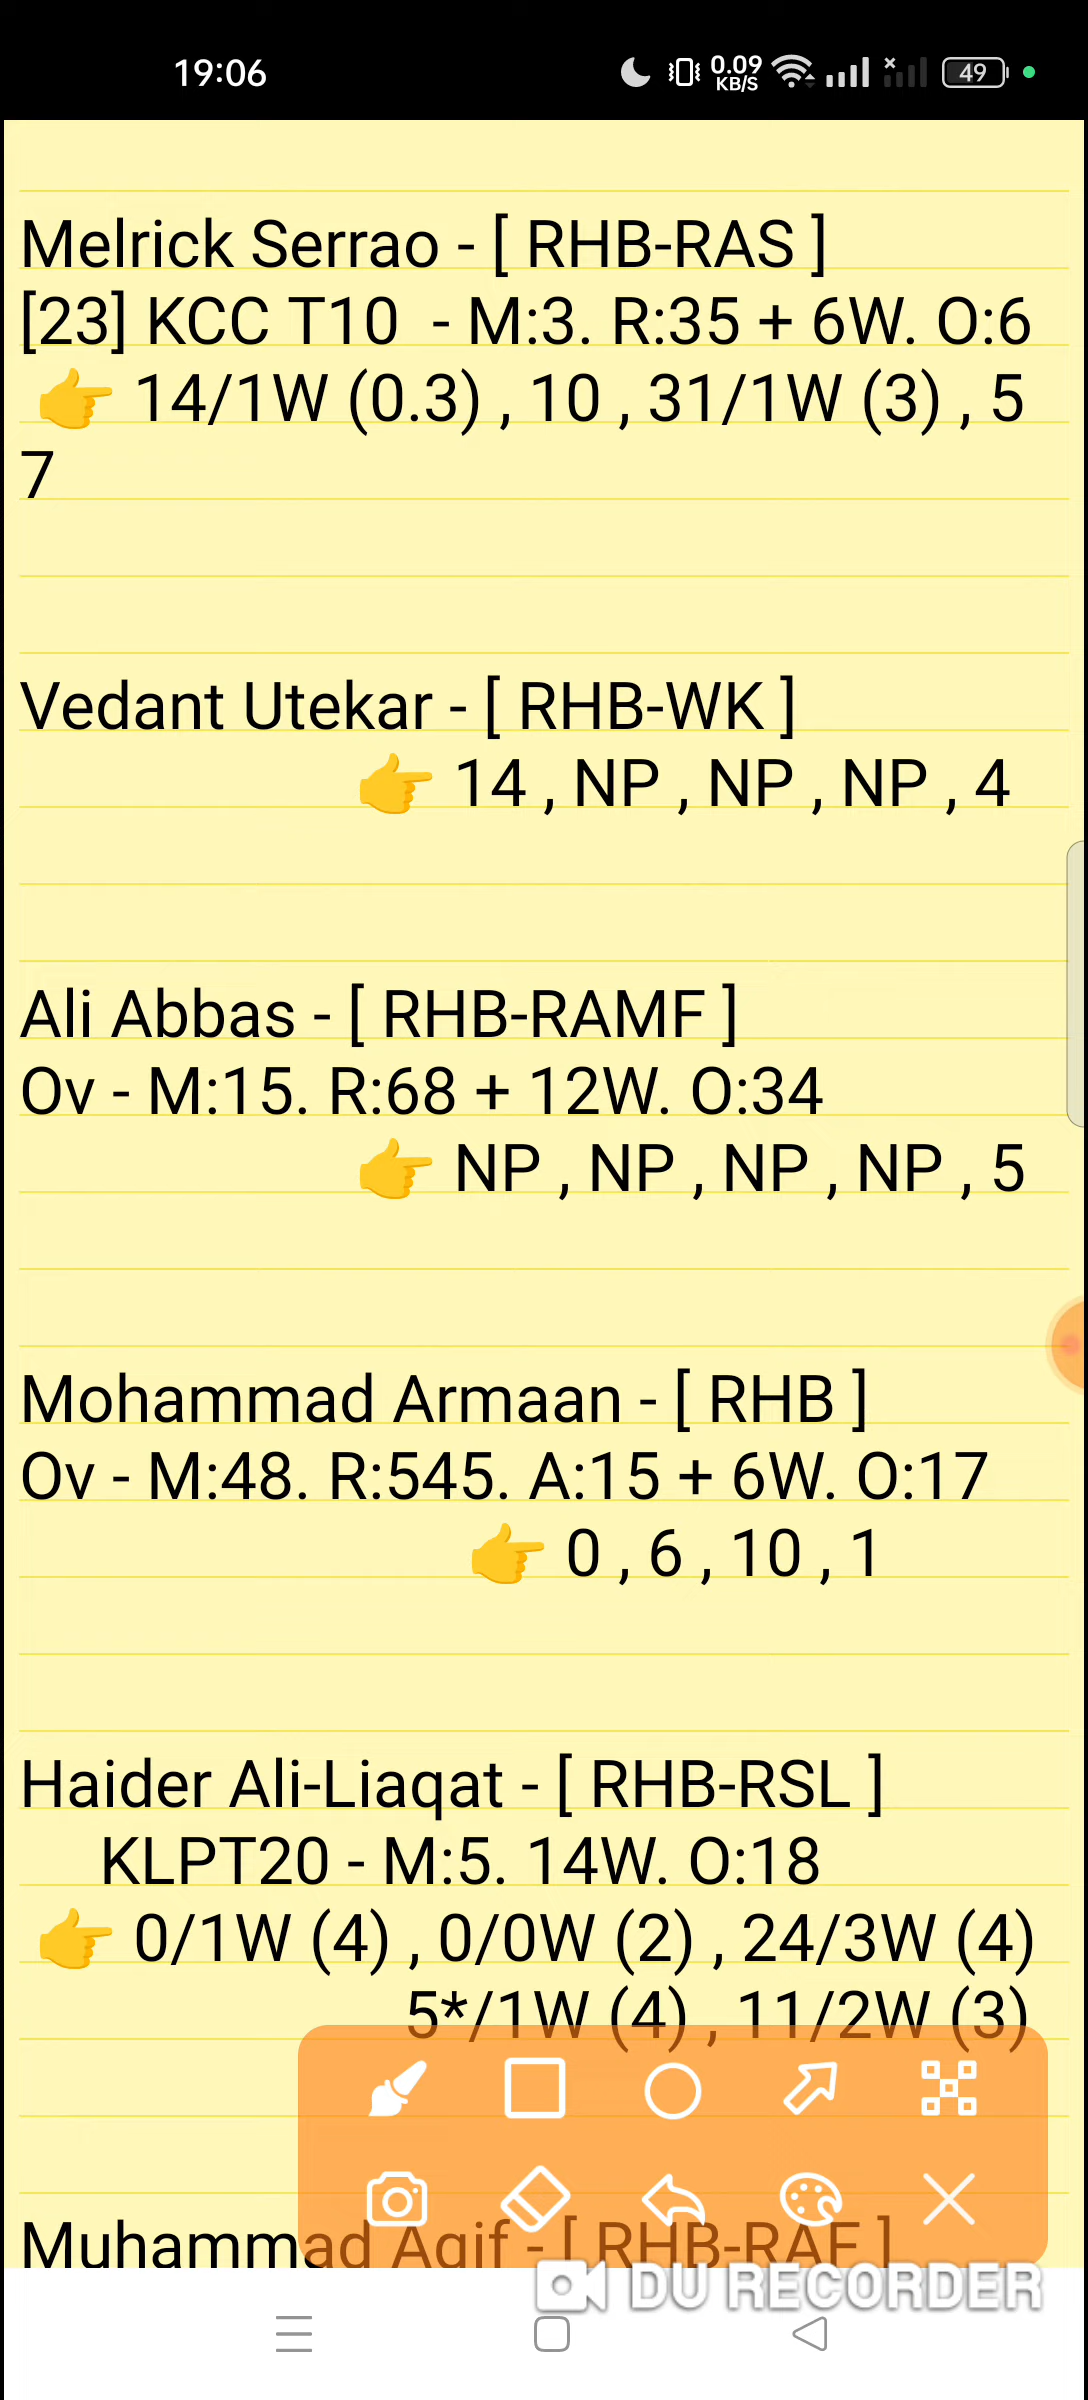 19:06
0.09
KB/S
49
Melrick Serrao - [ RHB-RAS ]
[23] KCC T10 - M:3. R:35 + 6W. O:6
👉 14/1W (0.3) , 10 , 31/1W (3) , 5
7
Vedant Utekar - [ RHB-WK ]
👉 14 , NP , NP , NP , 4
Ali Abbas - [ RHB-RAMF ]
Ov - M:15. R:68 + 12W. O:34
👉 NP , NP , NP , NP , 5
Mohammad Armaan - [ RHB ]
Ov - M:48. R:545. A:15 + 6W. O:17
👉 0 , 6 , 10 , 1
Haider Ali-Liaqat - [ RHB-RSL ]
KLPT20 - M:5. 14W. O:18
👉 0/1W (4) , 0/0W (2) , 24/3W (4)
5*/1W (4) , 11/2W (3)
Muhammad Aqif - [ RHB-RAF ]
DU RECORDER